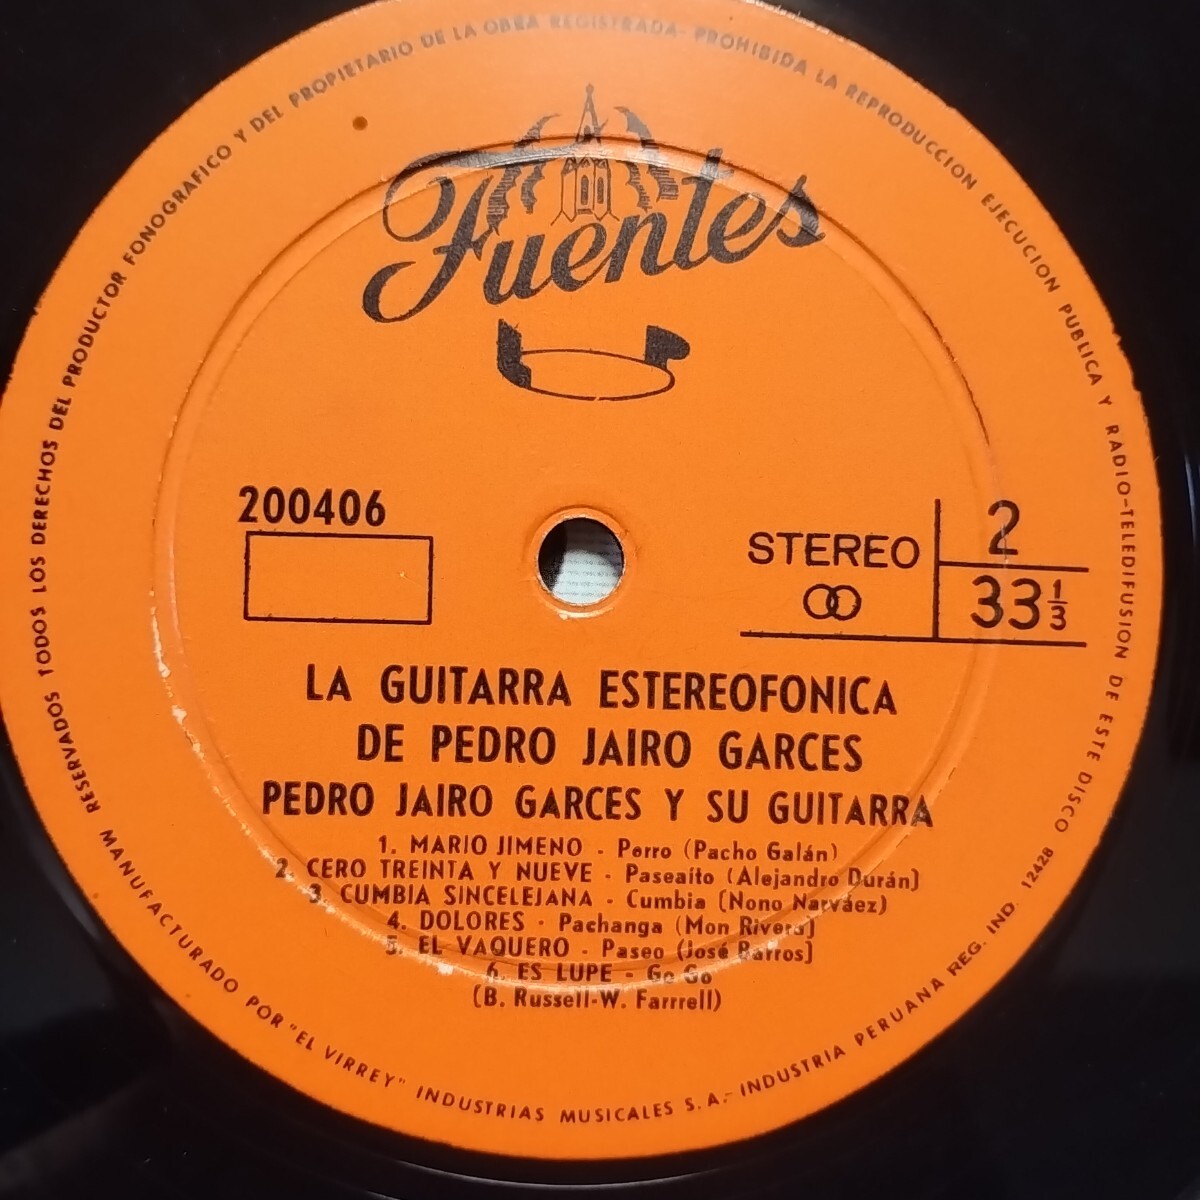 TODOS LOS DERECHOS DEL PRODUCTOR FONOGRAFICO Y DEL PROPIETARIO DE LA OBRA REGISTRADA - PROHIBIDA LA REPRODUCCION EJECUCION PUBLICA Y RADIO-TELEDIFUSION DE ESTE DISCO
Fuentes
200406
STEREO
2
33⅓
LA GUITARRA ESTEREOFONICA
DE PEDRO JAIRO GARCES
PEDRO JAIRO GARCES Y SU GUITARRA
1. MARIO JIMENO - Porro (Pacho Galán)
2. CERO TREINTA Y NUEVE - Paseaíto (Alejandro Durán)
3. CUMBIA SINCELEJANA - Cumbia (Nono Narváez)
4. DOLORES - Pachanga (Mon Rivera)
5. EL VAQUERO - Paseo (José Barros)
6. ES LUPE - Go Go
(B. Russell-W. Farrrell)
RESERVADOS MANUFACTURADO POR "EL VIRREY" INDUSTRIAS MUSICALES S.A.- INDUSTRIA PERUANA REG. IND. 12428